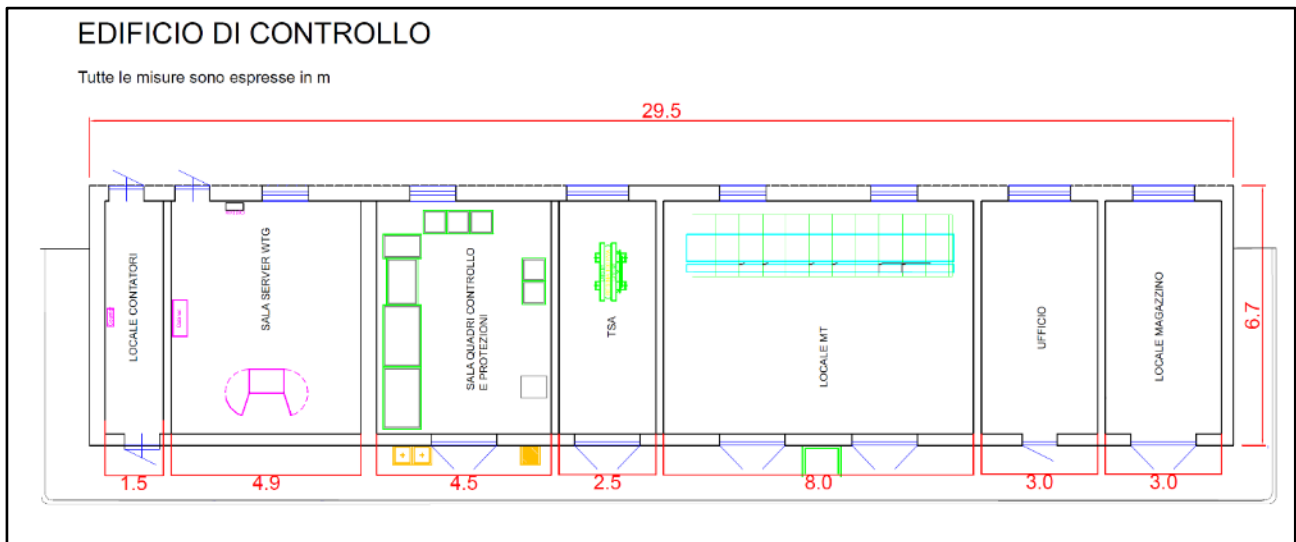 EDIFICIO DI CONTROLLO
Tutte le misure sono espresse in m
29.5
LOCALE CONTATORI
SALA SERVER WTG
SALA QUADRI CONTROLLO
E PROTEZIONI
TSA
LOCALE MT
UFFICIO
LOCALE MAGAZZINO
6.7
1.5
4.9
4.5
2.5
8.0
3.0
3.0